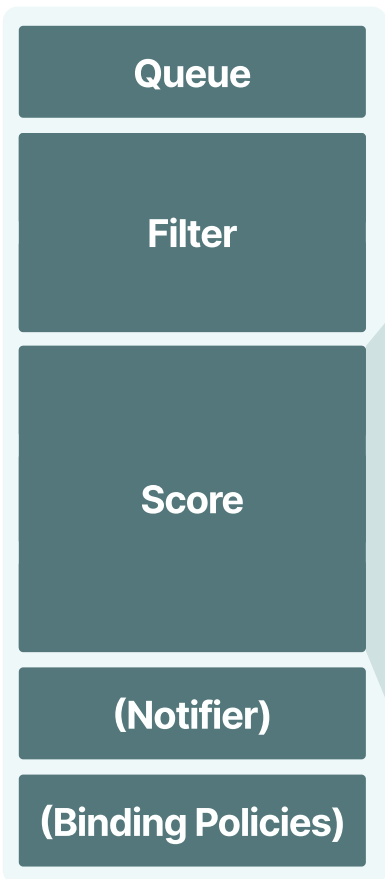 Queue
Filter
Score
(Notifier)
(Binding Policies)